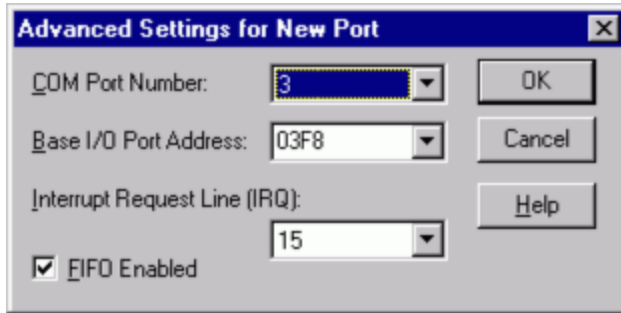 Advanced Settings for New Port
COM Port Number:
3
OK
Base I/O Port Address:
03F8
Cancel
Interrupt Request Line (IRQ):
Help
15
FIFO Enabled